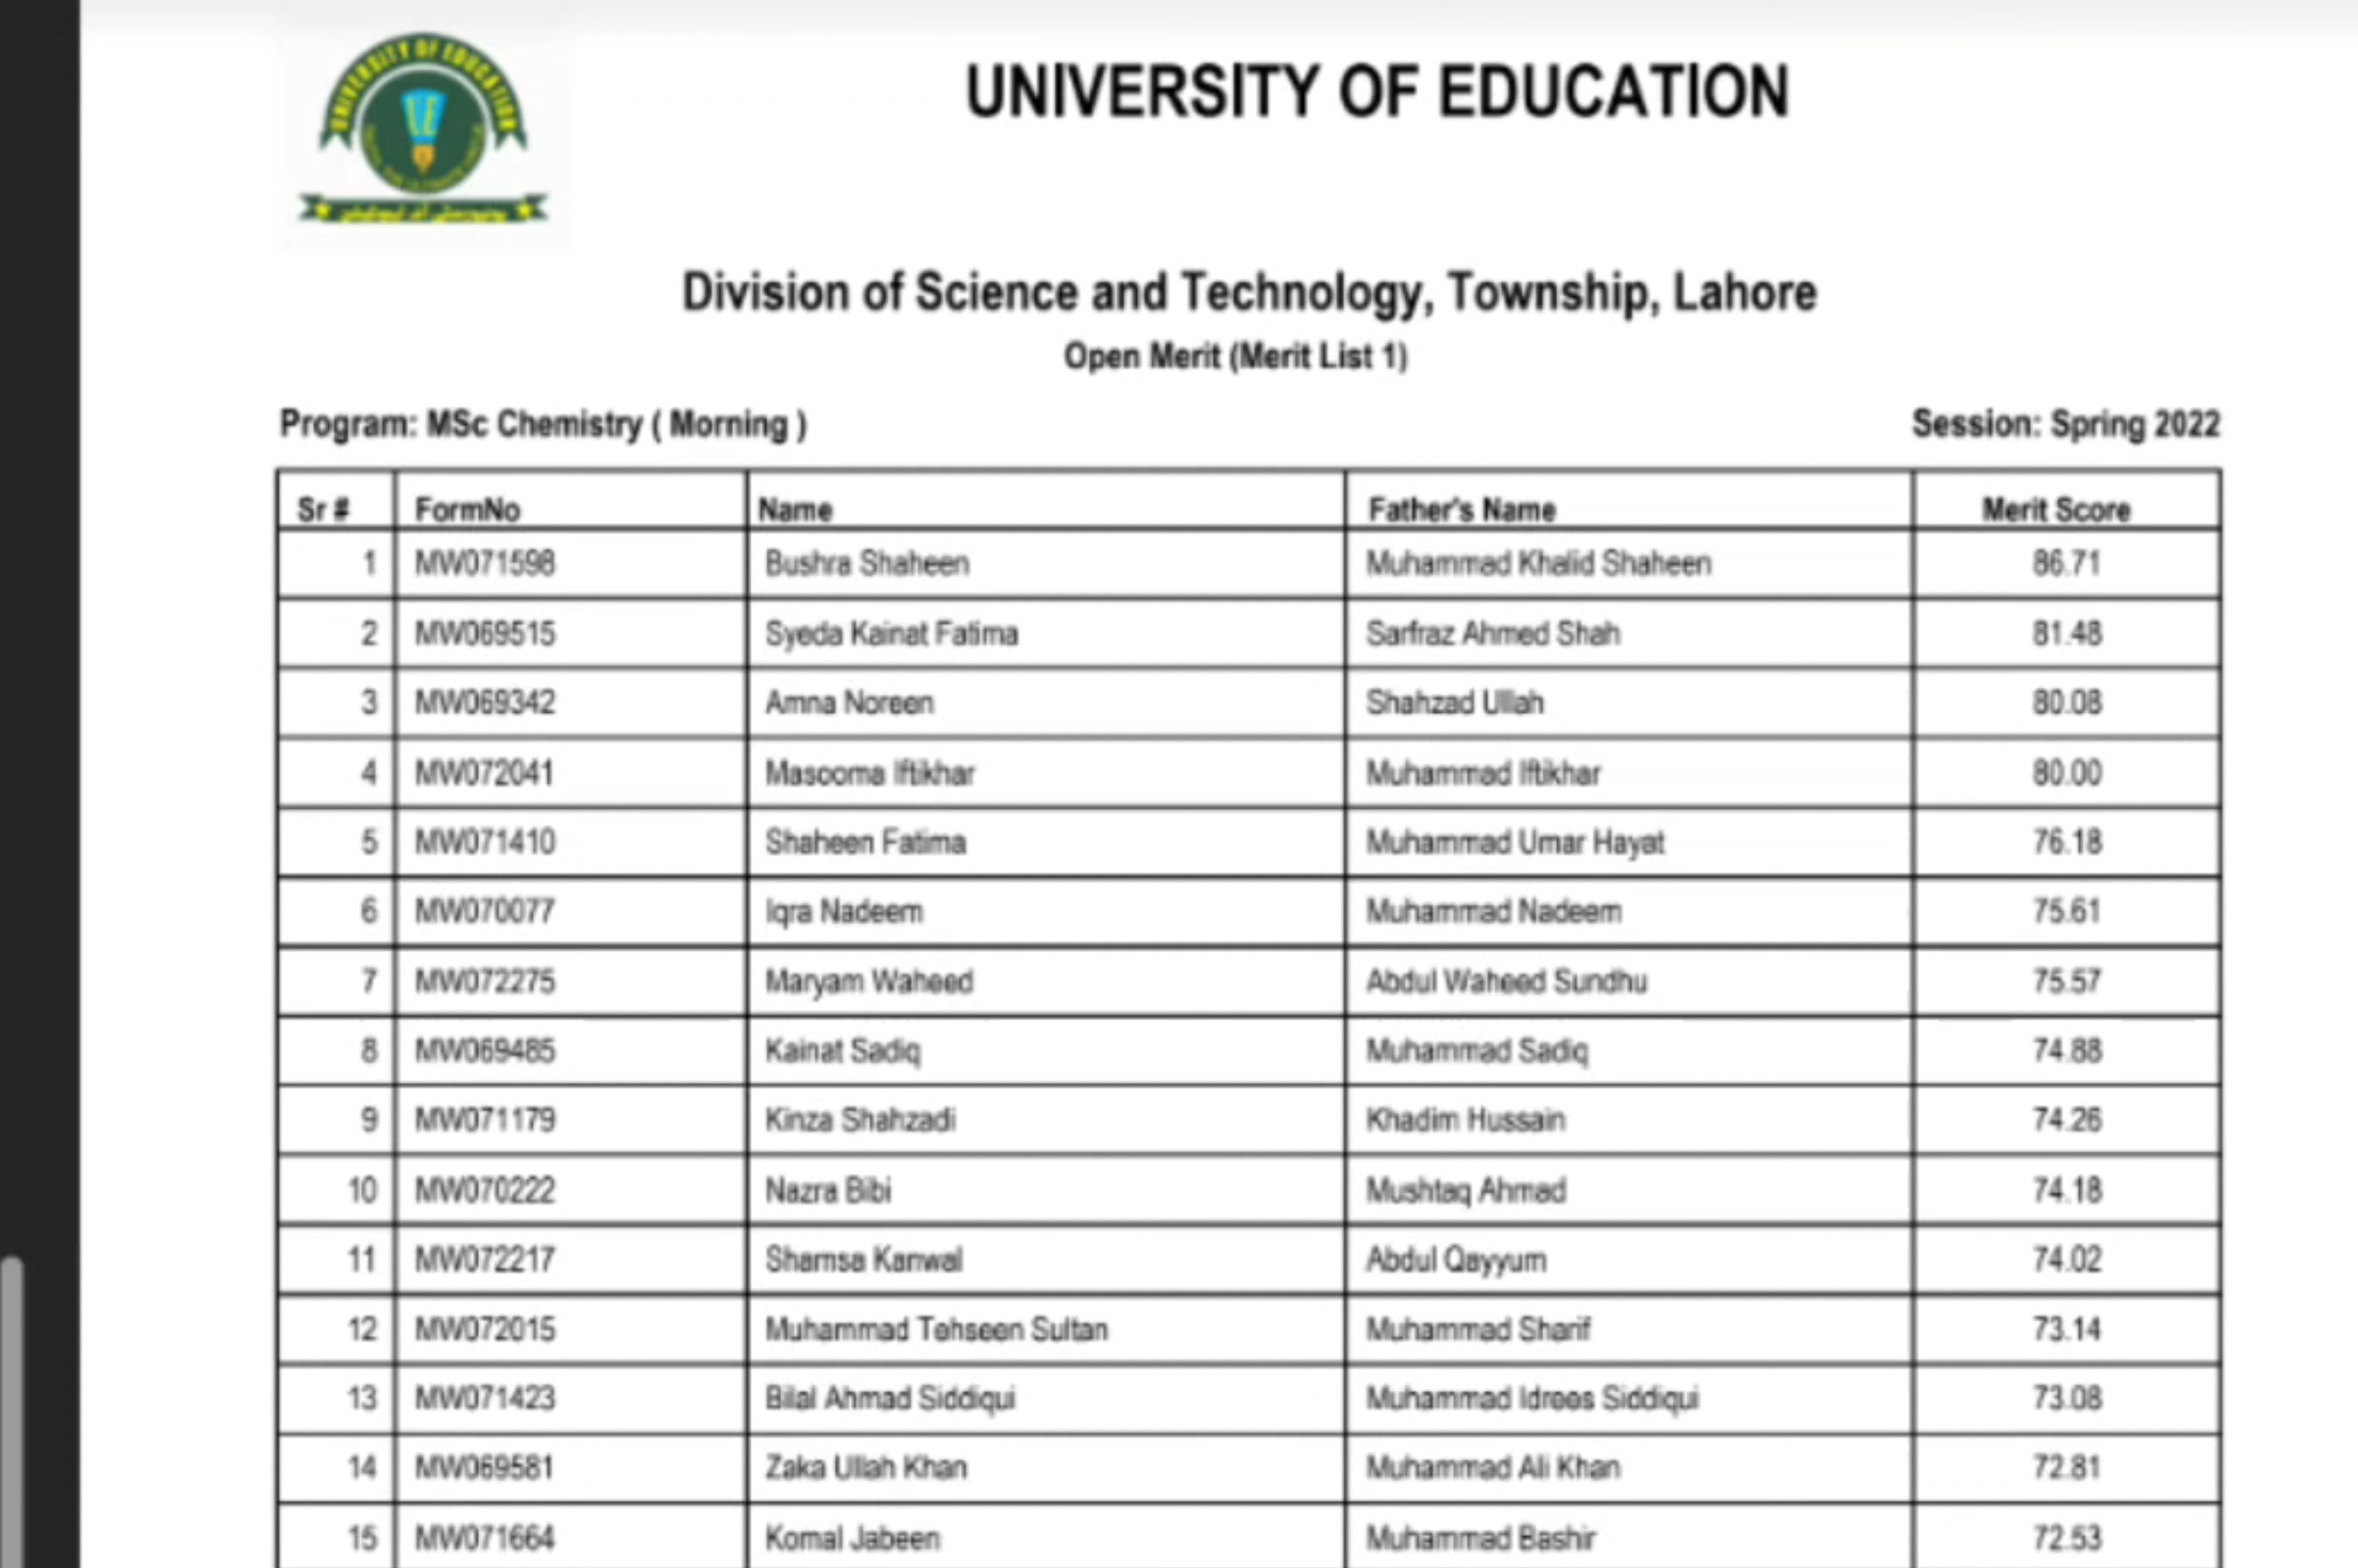 UNIVERSITY OF EDUCATION
UNIVERSITY OF EDUCATION
Division of Science and Technology, Township, Lahore
Open Merit (Merit List 1)
Program: MSc Chemistry ( Morning ) Session: Spring 2022
Sr # FormNo Name Father's Name Merit Score
1 MW071598 Bushra Shaheen Muhammad Khalid Shaheen 86.71
2 MW069515 Syeda Kainat Fatima Sarfraz Ahmed Shah 81.48
3 MW069342 Amna Noreen Shahzad Ullah 80.08
4 MW072041 Masooma Iftikhar Muhammad Iftikhar 80.00
5 MW071410 Shaheen Fatima Muhammad Umar Hayat 76.18
6 MW070077 Iqra Nadeem Muhammad Nadeem 75.61
7 MW072275 Maryam Waheed Abdul Waheed Sundhu 75.57
8 MW069485 Kainat Sadiq Muhammad Sadiq 74.88
9 MW071179 Kinza Shahzadi Khadim Hussain 74.26
10 MW070222 Nazra Bibi Mushtaq Ahmad 74.18
11 MW072217 Shamsa Kanwal Abdul Qayyum 74.02
12 MW072015 Muhammad Tehseen Sultan Muhammad Sharif 73.14
13 MW071423 Bilal Ahmad Siddiqui Muhammad Idrees Siddiqui 73.08
14 MW069581 Zaka Ullah Khan Muhammad Ali Khan 72.81
15 MW071664 Komal Jabeen Muhammad Bashir 72.53